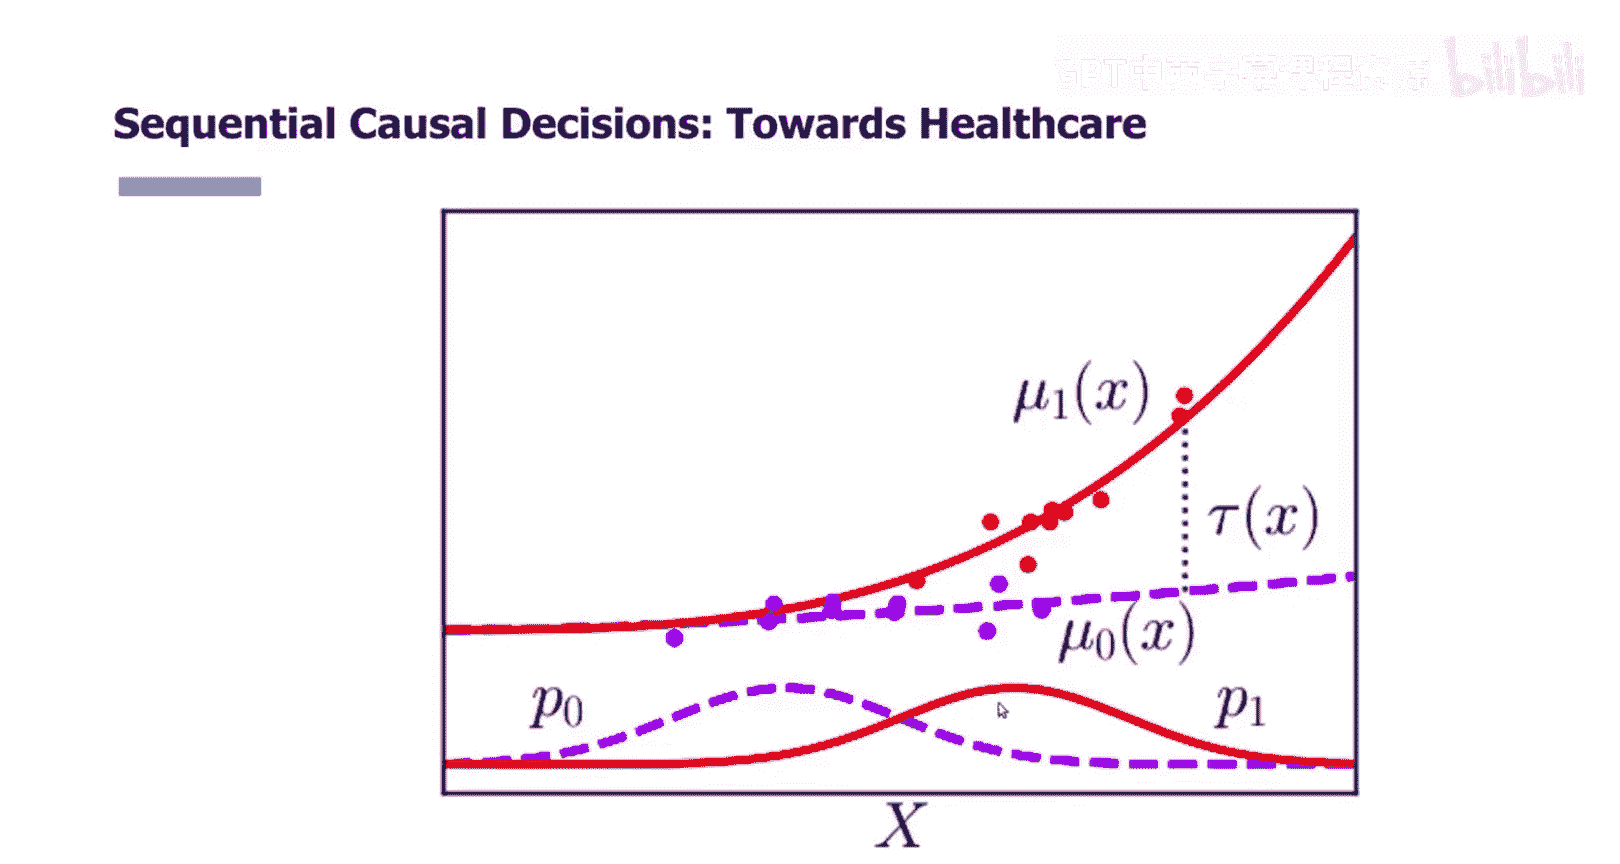 bilibili
Sequential Causal Decisions: Towards Healthcare
μ₁(x)
τ(x)
μ₀(x)
p₀
p₁
X